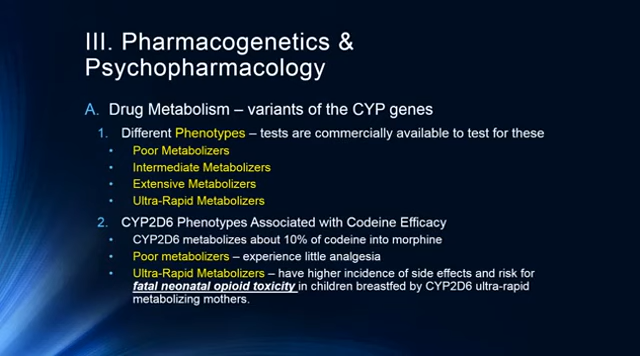 III. Pharmacogenetics &
Psychopharmacology
A. Drug Metabolism – variants of the CYP genes
1. Different Phenotypes – tests are commercially available to test for these
• Poor Metabolizers
• Intermediate Metabolizers
• Extensive Metabolizers
• Ultra-Rapid Metabolizers
2. CYP2D6 Phenotypes Associated with Codeine Efficacy
• CYP2D6 metabolizes about 10% of codeine into morphine
• Poor metabolizers – experience little analgesia
• Ultra-Rapid Metabolizers – have higher incidence of side effects and risk for
fatal neonatal opioid toxicity in children breastfed by CYP2D6 ultra-rapid
metabolizing mothers.